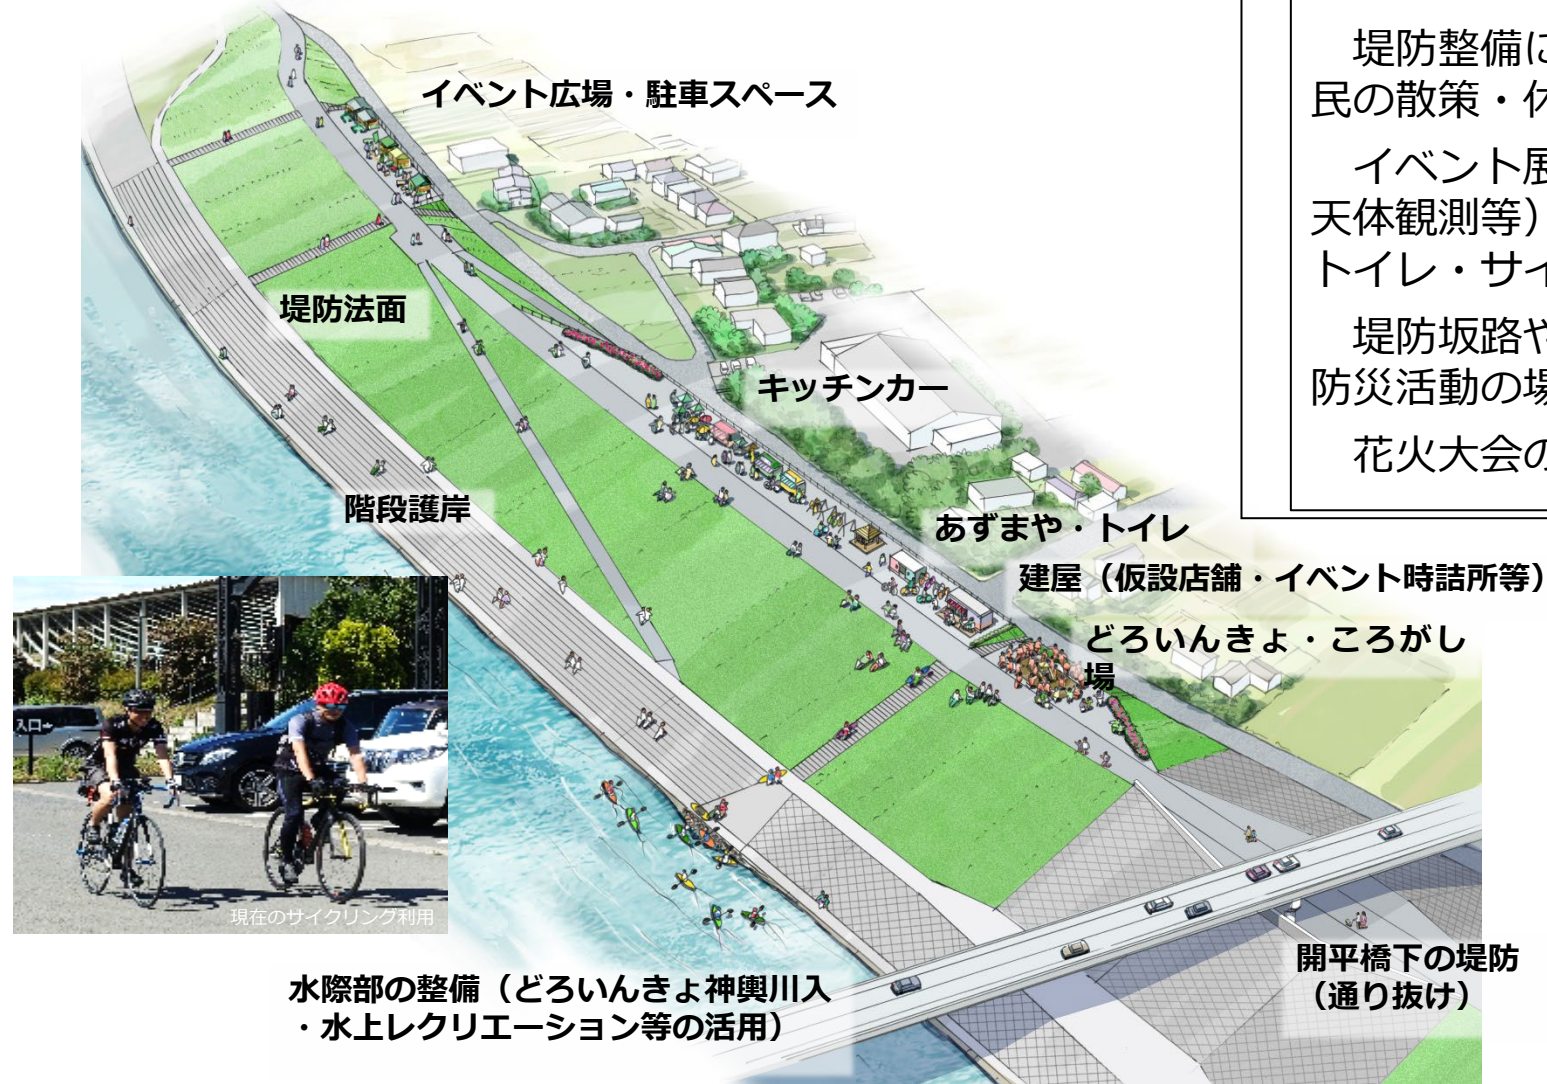 堤防整備に
民の散策・休
イベント展
天体観測等）
トイレ・サイ
堤防坂路や
防災活動の場
花火大会の
イベント広場・駐車スペース
堤防法面
キッチンカー
階段護岸
あずまや・トイレ
建屋（仮設店舗・イベント時詰所等）
どろいんきょ・ころがし
場
入口
現在のサイクリング利用
水際部の整備（どろいんきょ神輿川入
・水上レクリエーション等の活用）
開平橋下の堤防
（通り抜け）